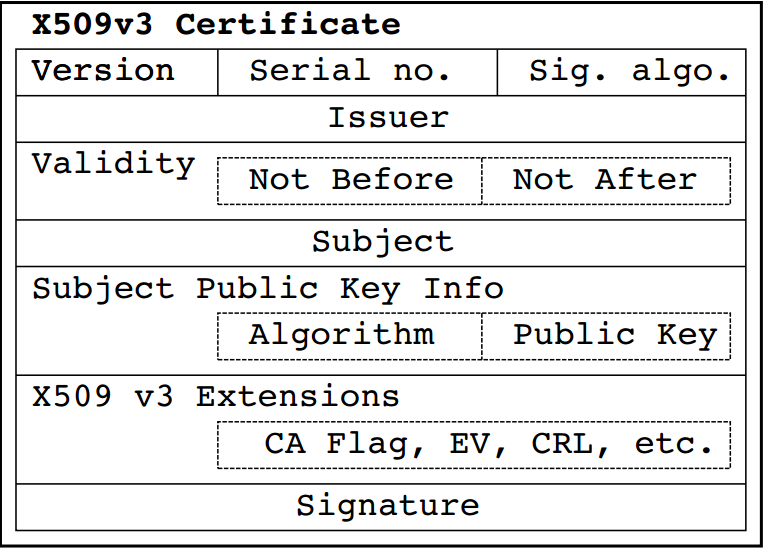 X509v3 Certificate
Version Serial no. Sig. algo.
Issuer
Validity
Not Before Not After
Subject
Subject Public Key Info
Algorithm Public Key
X509 v3 Extensions
CA Flag, EV, CRL, etc.
Signature